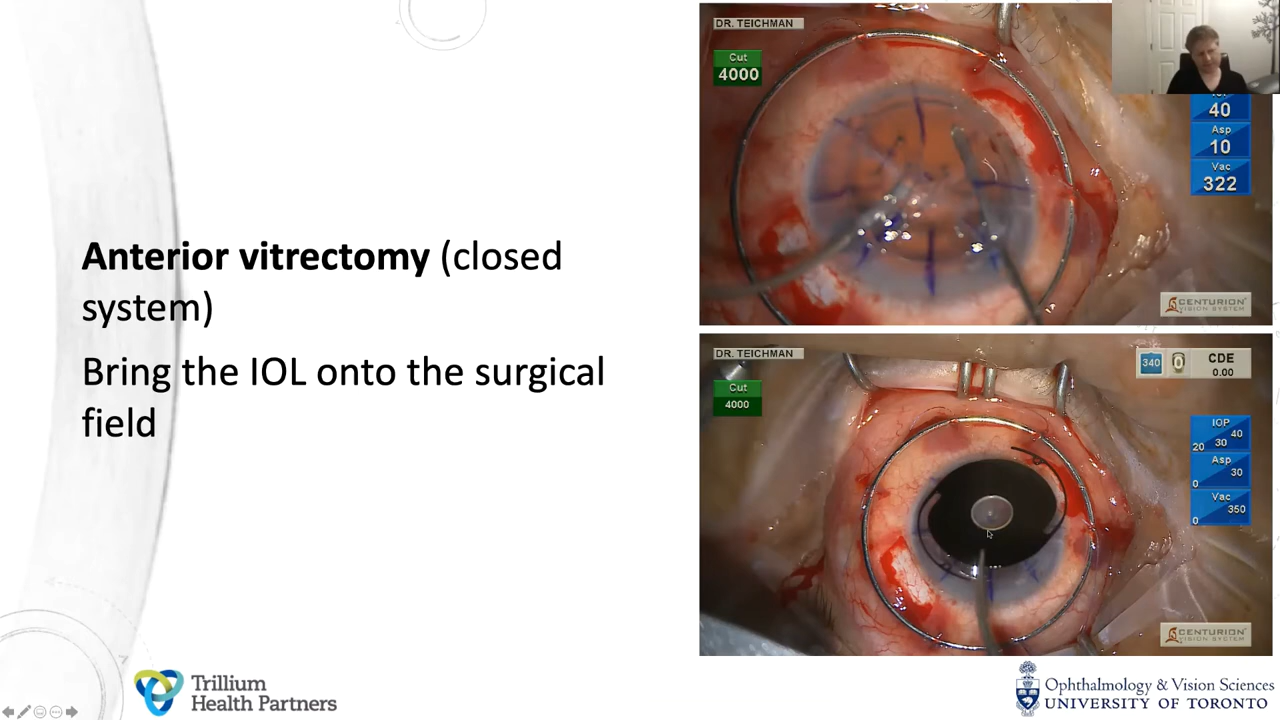 Anterior vitrectomy (closed
system)
Bring the IOL onto the surgical
field
DR. TEICHMAN
Cut
4000
40
Asp
10
Vac
322
CENTURION
VISION SYSTEM
DR. TEICHMAN
Cut
4000
340
0
CDE
0.00
IOP
40
20 30
Asp
30
0
Vac
350
0
CENTURION
VISION SYSTEM
Trillium
Health Partners
Ophthalmology & Vision Sciences
UNIVERSITY OF TORONTO